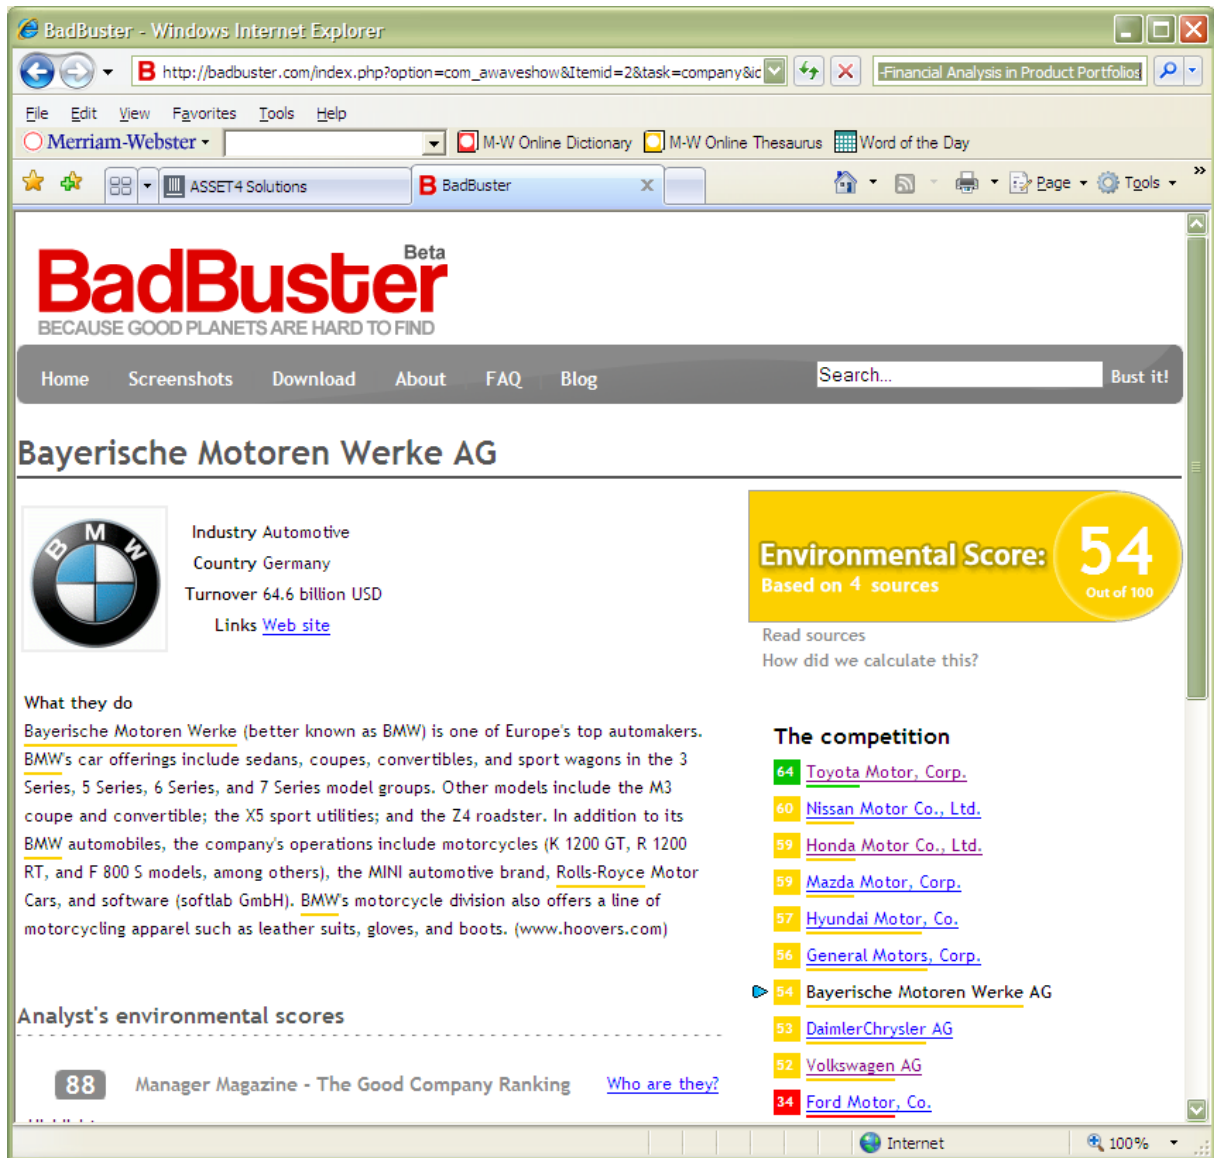 BadBuster - Windows Internet Explorer
B http://badbuster.com/index.php?option=com_awaveshow&Itemid=2&task=company&ic
-Financial Analysis in Product Portfolios
File Edit View Favorites Tools Help
Merriam-Webster
M-W Online Dictionary M-W Online Thesaurus Word of the Day
ASSET4 Solutions
B BadBuster
Page Tools
BadBuster Beta
BECAUSE GOOD PLANETS ARE HARD TO FIND
Home Screenshots Download About FAQ Blog
Search... Bust it!
Bayerische Motoren Werke AG
BMW
Industry Automotive
Country Germany
Turnover 64.6 billion USD
Links Web site
Environmental Score: 54
Based on 4 sources Out of 100
Read sources
How did we calculate this?
What they do
Bayerische Motoren Werke (better known as BMW) is one of Europe's top automakers.
BMW's car offerings include sedans, coupes, convertibles, and sport wagons in the 3
Series, 5 Series, 6 Series, and 7 Series model groups. Other models include the M3
coupe and convertible; the X5 sport utilities; and the Z4 roadster. In addition to its
BMW automobiles, the company's operations include motorcycles (K 1200 GT, R 1200
RT, and F 800 S models, among others), the MINI automotive brand, Rolls-Royce Motor
Cars, and software (softlab GmbH). BMW's motorcycle division also offers a line of
motorcycling apparel such as leather suits, gloves, and boots. (www.hoovers.com)
The competition
64 Toyota Motor, Corp.
60 Nissan Motor Co., Ltd.
59 Honda Motor Co., Ltd.
59 Mazda Motor, Corp.
57 Hyundai Motor, Co.
56 General Motors, Corp.
54 Bayerische Motoren Werke AG
53 DaimlerChrysler AG
52 Volkswagen AG
34 Ford Motor, Co.
Analyst's environmental scores
88 Manager Magazine - The Good Company Ranking Who are they?
Internet 100%